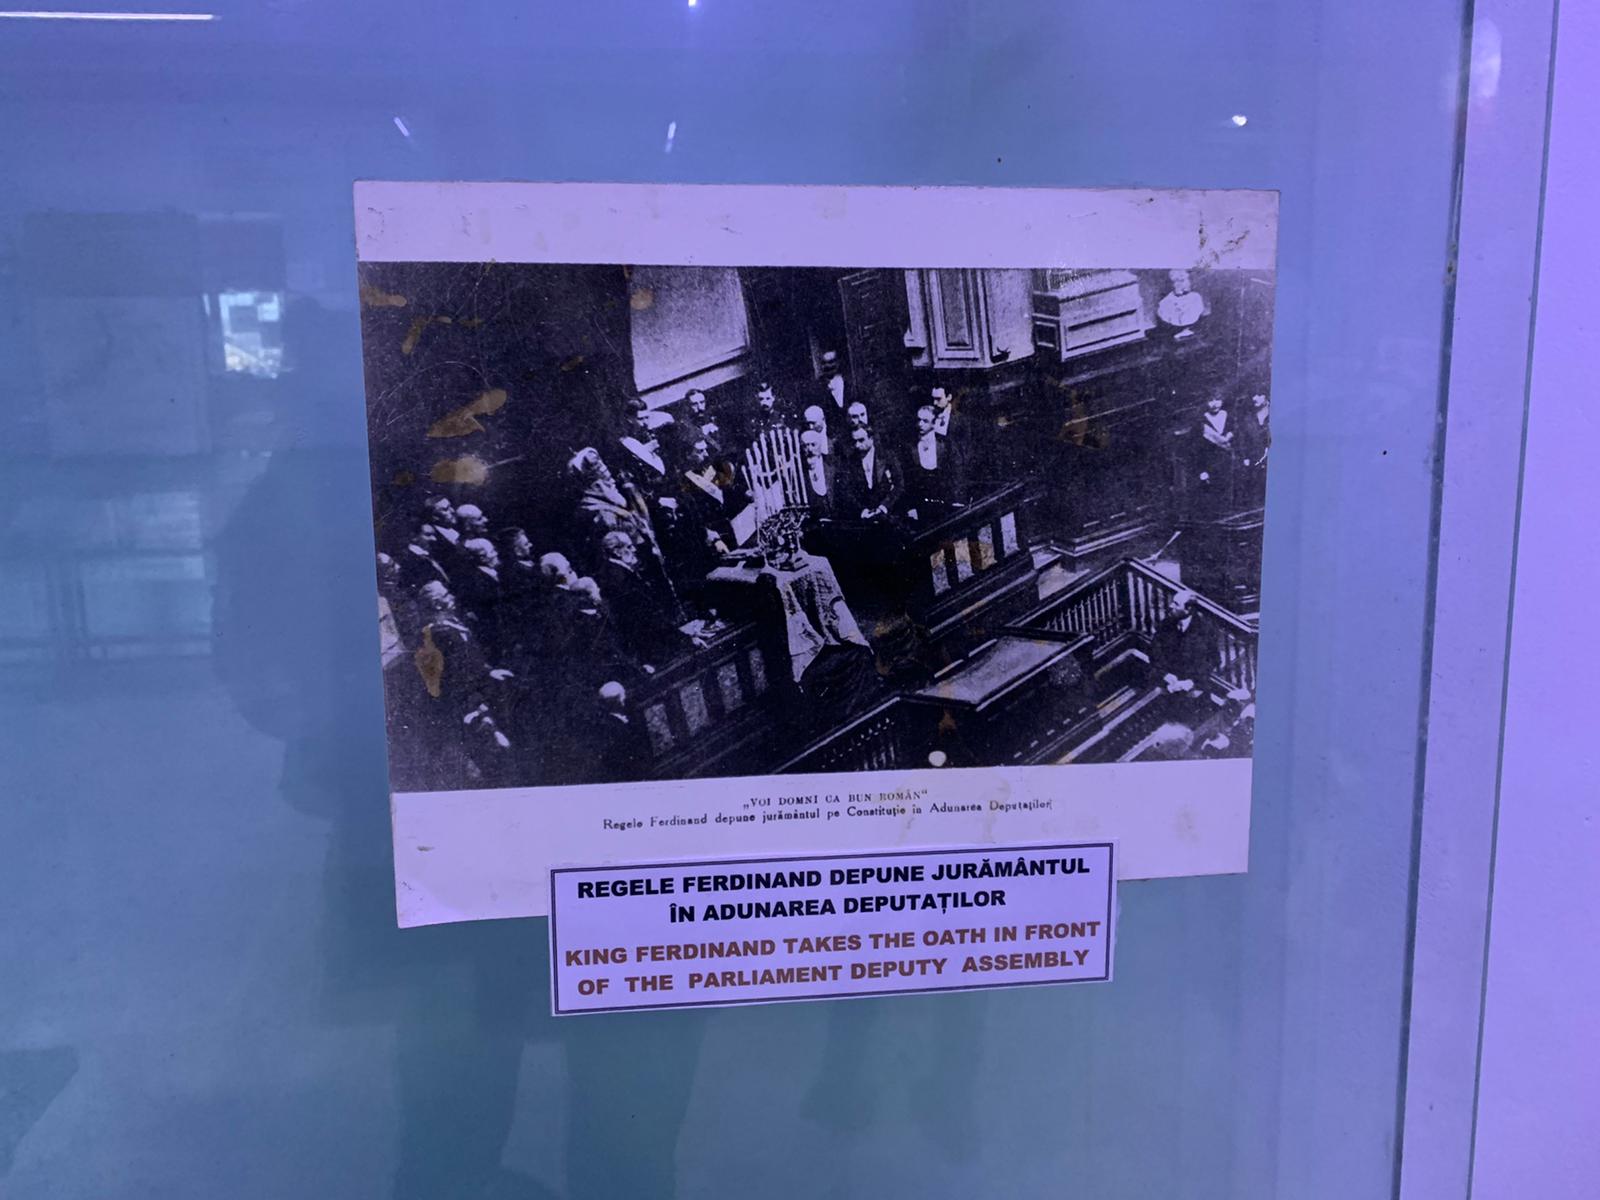 „VOI DOMNI CA BUN ROMÂN“
Regele Ferdinand depune jurământul pe Constituție în Adunarea Deputaților
REGELE FERDINAND DEPUNE JURĂMÂNTUL
ÎN ADUNAREA DEPUTAȚILOR
KING FERDINAND TAKES THE OATH IN FRONT
OF THE PARLIAMENT DEPUTY ASSEMBLY